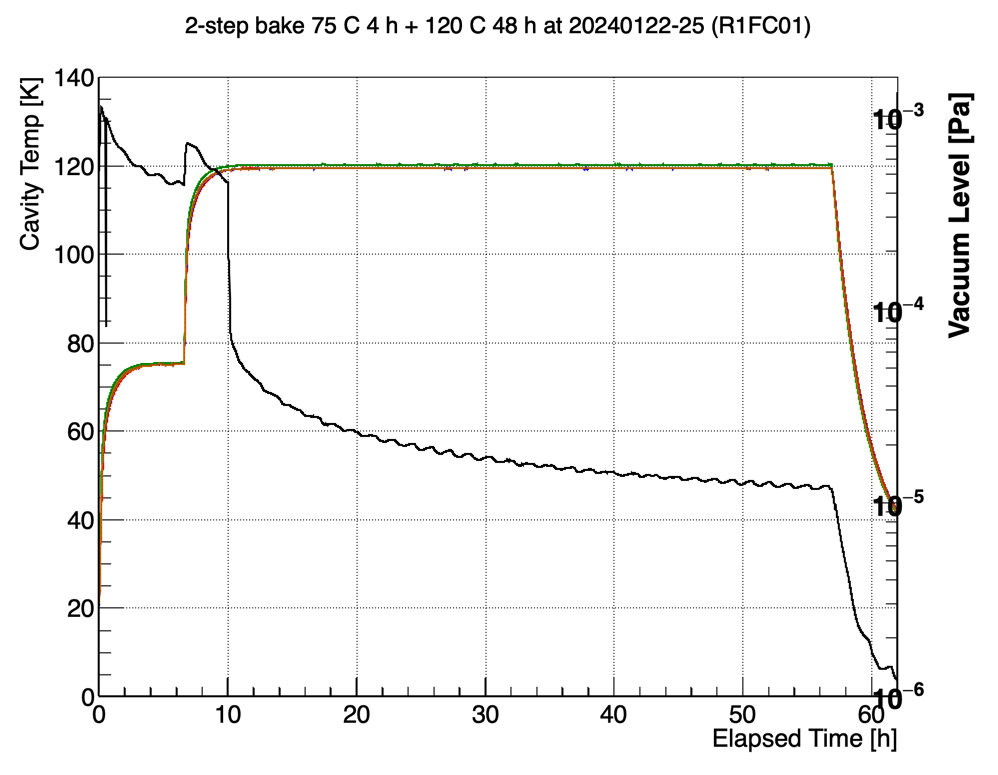 2-step bake 75 C 4 h + 120 C 48 h at 20240122-25 (R1FC01)
Cavity Temp [K]
140
120
100
80
60
40
20
0
0 10 20 30 40 50 60
Elapsed Time [h]
Vacuum Level [Pa]
10⁻³
10⁻⁴
10⁻⁵
10⁻⁶